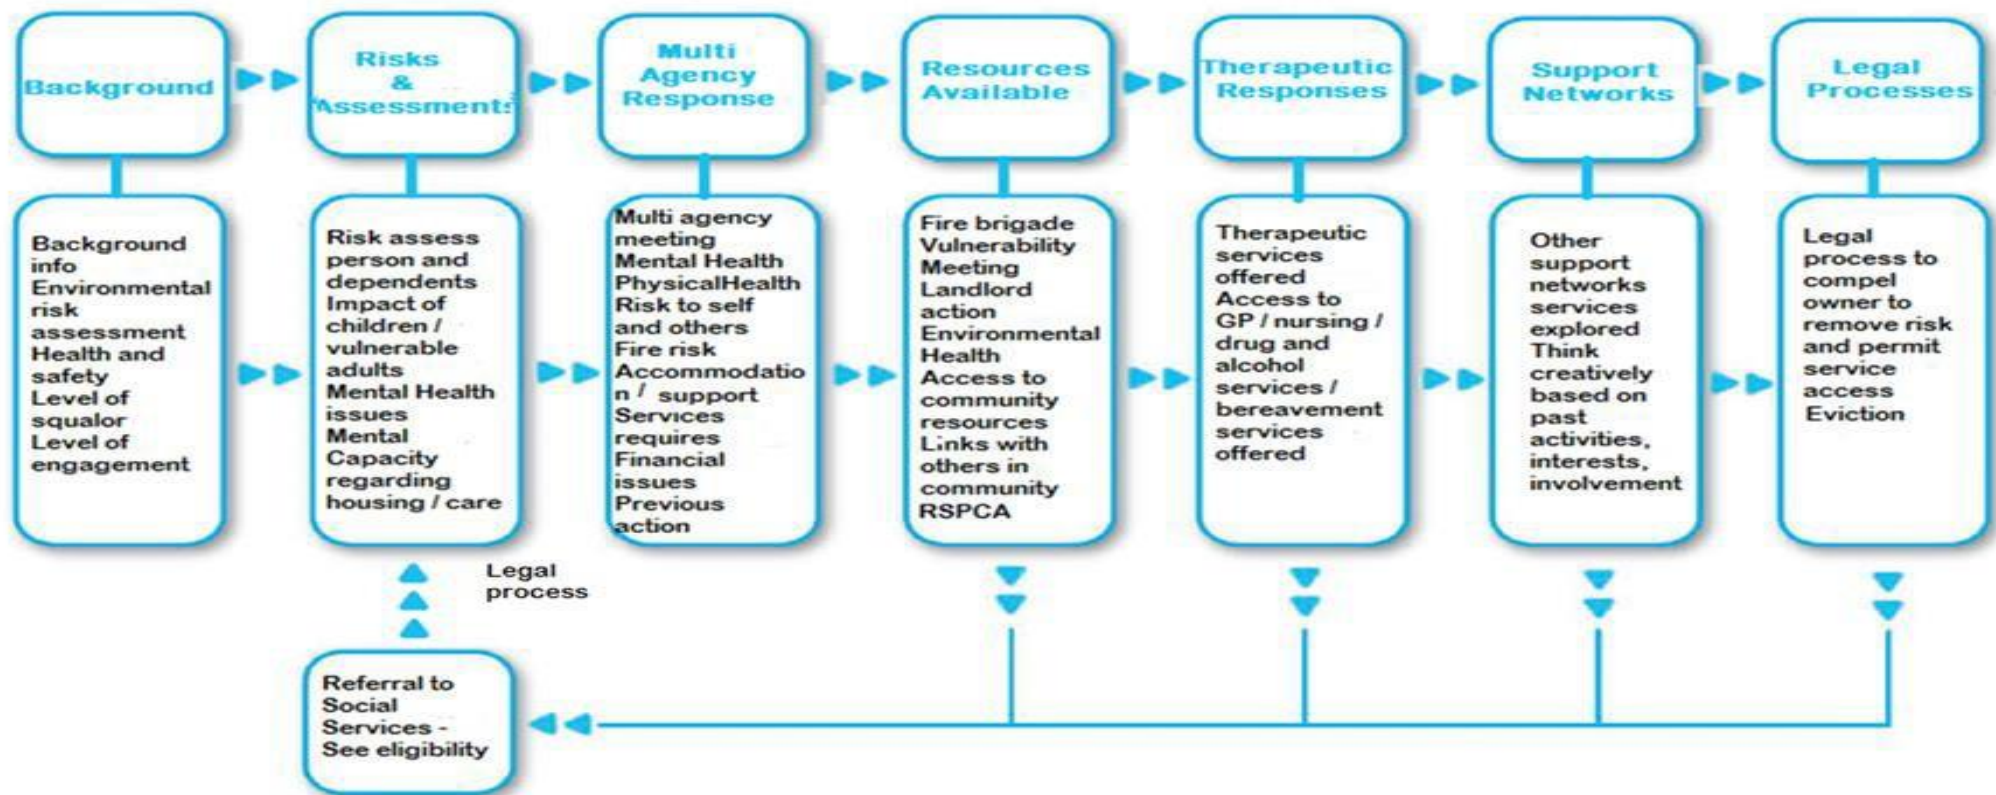 Background
Risks
&
Assessments
Multi
Agency
Response
Resources
Available
Therapeutic
Responses
Support
Networks
Legal
Processes
Background
info
Environmental
risk
assessment
Health and
safety
Level of
squalor
Level of
engagement
Risk assess
person and
dependents
Impact of
children /
vulnerable
adults
Mental Health
issues
Mental
Capacity
regarding
housing / care
Multi agency
meeting
Mental Health
PhysicalHealth
Risk to self
and others
Fire risk
Accommodatio
n / support
Services
requires
Financial
issues
Previous
action
Fire brigade
Vulnerability
Meeting
Landlord
action
Environmental
Health
Access to
community
resources
Links with
others in
community
RSPCA
Therapeutic
services
offered
Access to
GP / nursing /
drug and
alcohol
services /
bereavement
services
offered
Other
support
networks
services
explored
Think
creatively
based on
past
activities,
interests,
involvement
Legal
process to
compel
owner to
remove risk
and permit
service
access
Eviction
Legal
process
Referral to
Social
Services -
See eligibility